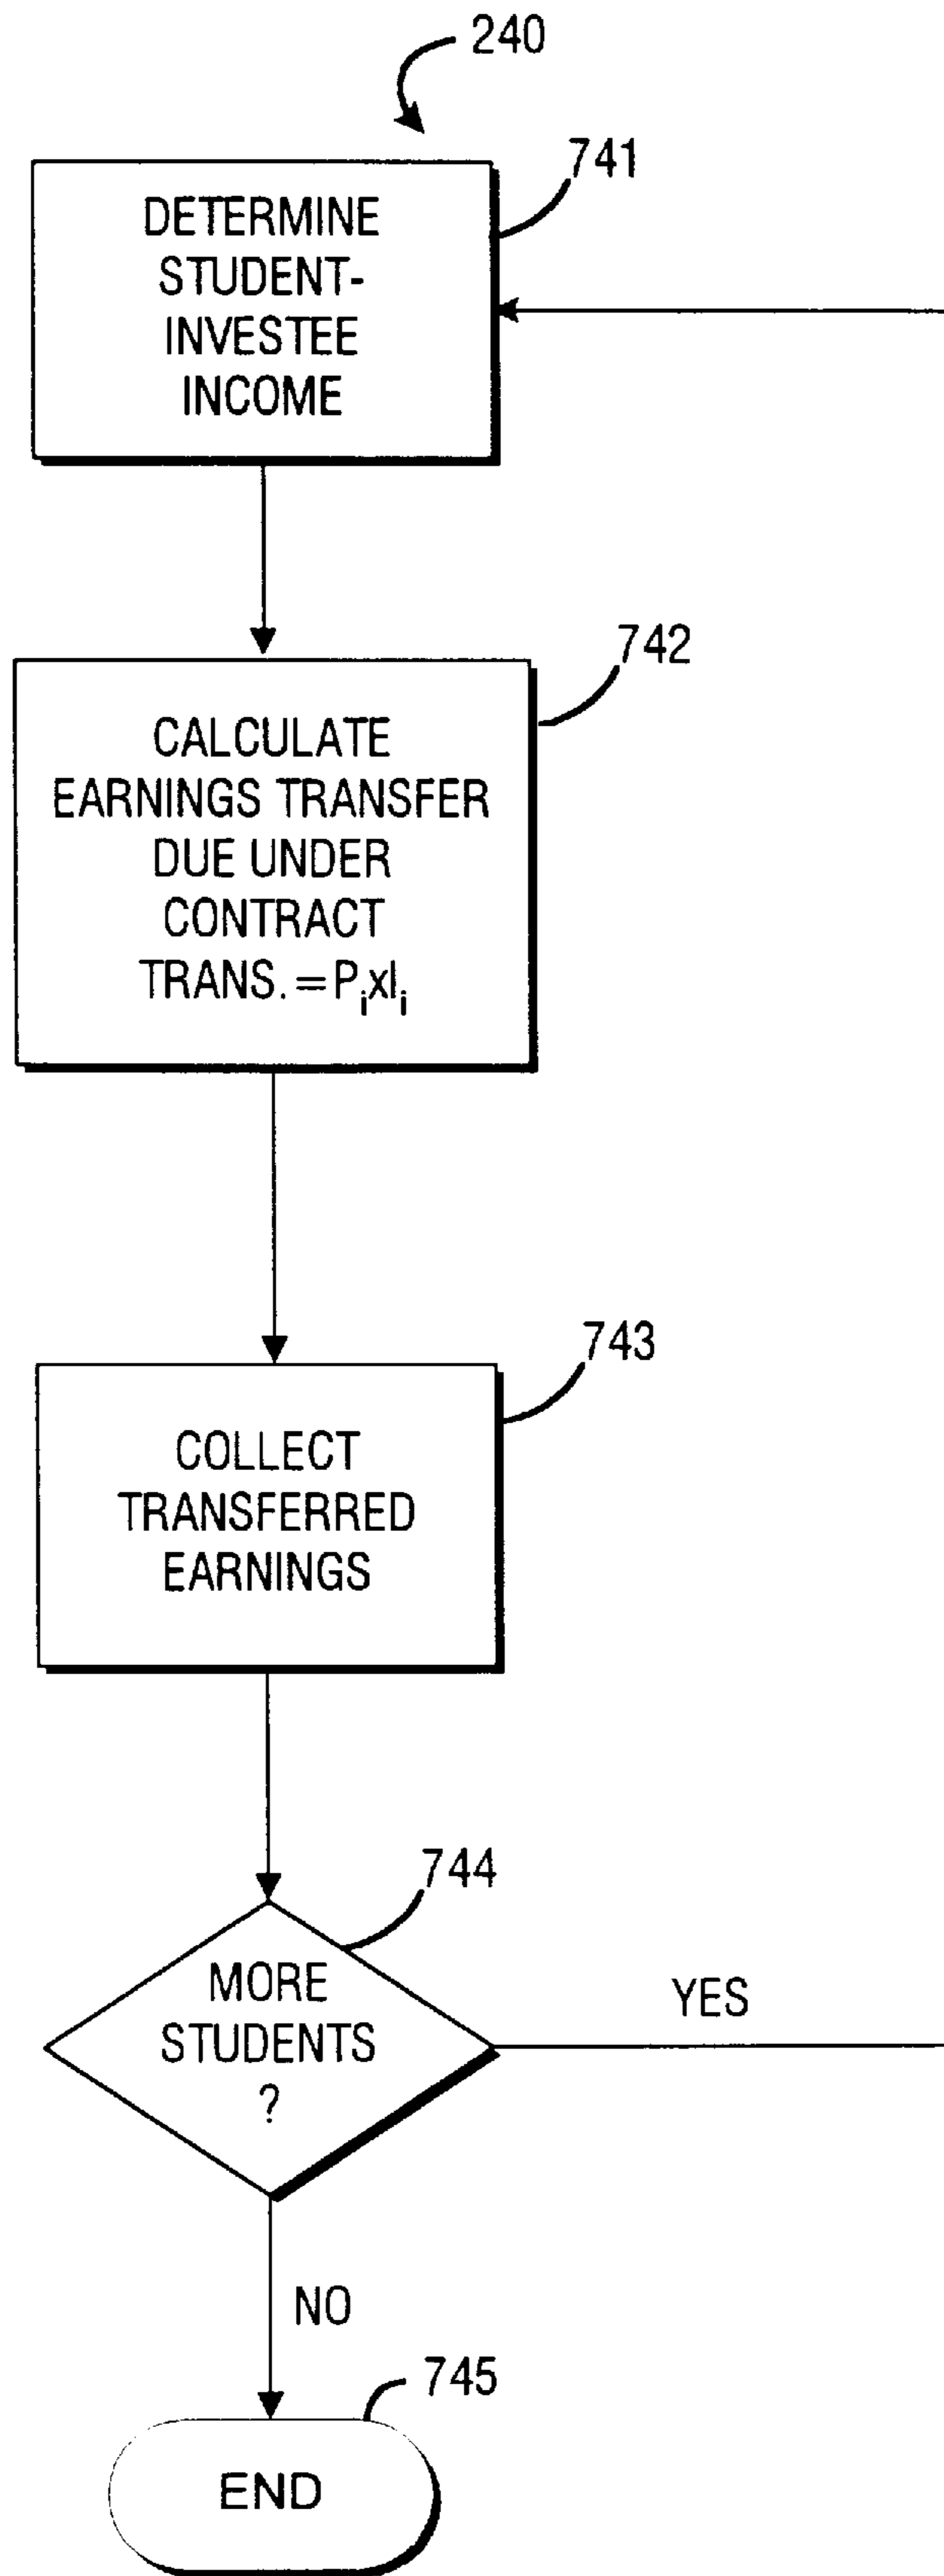 240
741
DETERMINE
STUDENT-
INVESTEE
INCOME
742
CALCULATE
EARNINGS TRANSFER
DUE UNDER
CONTRACT
TRANS. = PᵢxIᵢ
743
COLLECT
TRANSFERRED
EARNINGS
744
MORE
STUDENTS
?
YES
NO
745
END